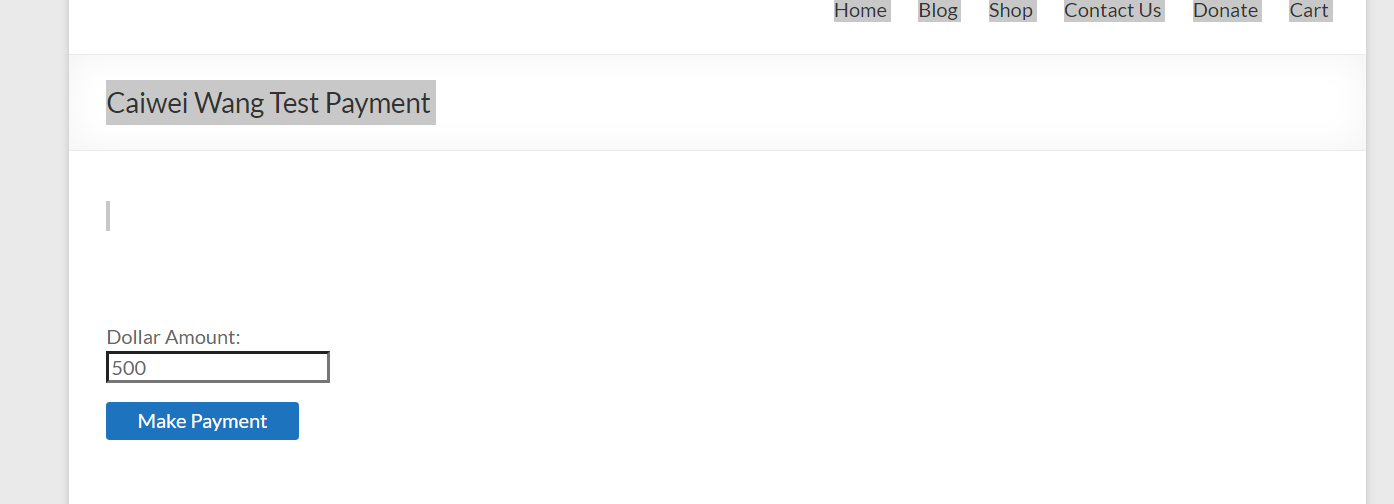 Home Blog Shop Contact Us Donate Cart
Caiwei Wang Test Payment
Dollar Amount:
500
Make Payment